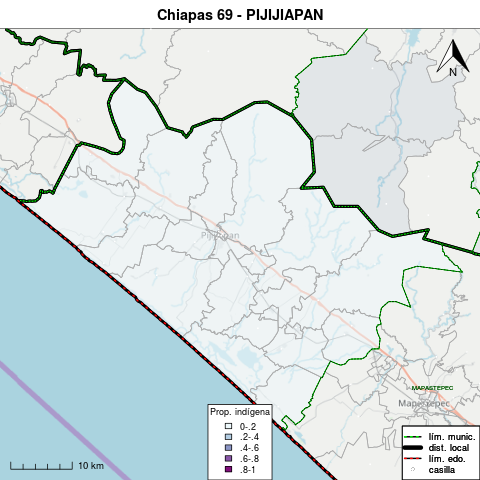 Chiapas 69 - PIJIJIAPAN
N
Pijijiapan
MAPASTEPEC
Mapastepec
Prop. indígena
0-.2
.2-.4
.4-.6
.6-.8
.8-1
10 km
lím. munic.
dist. local
lím. edo.
casilla